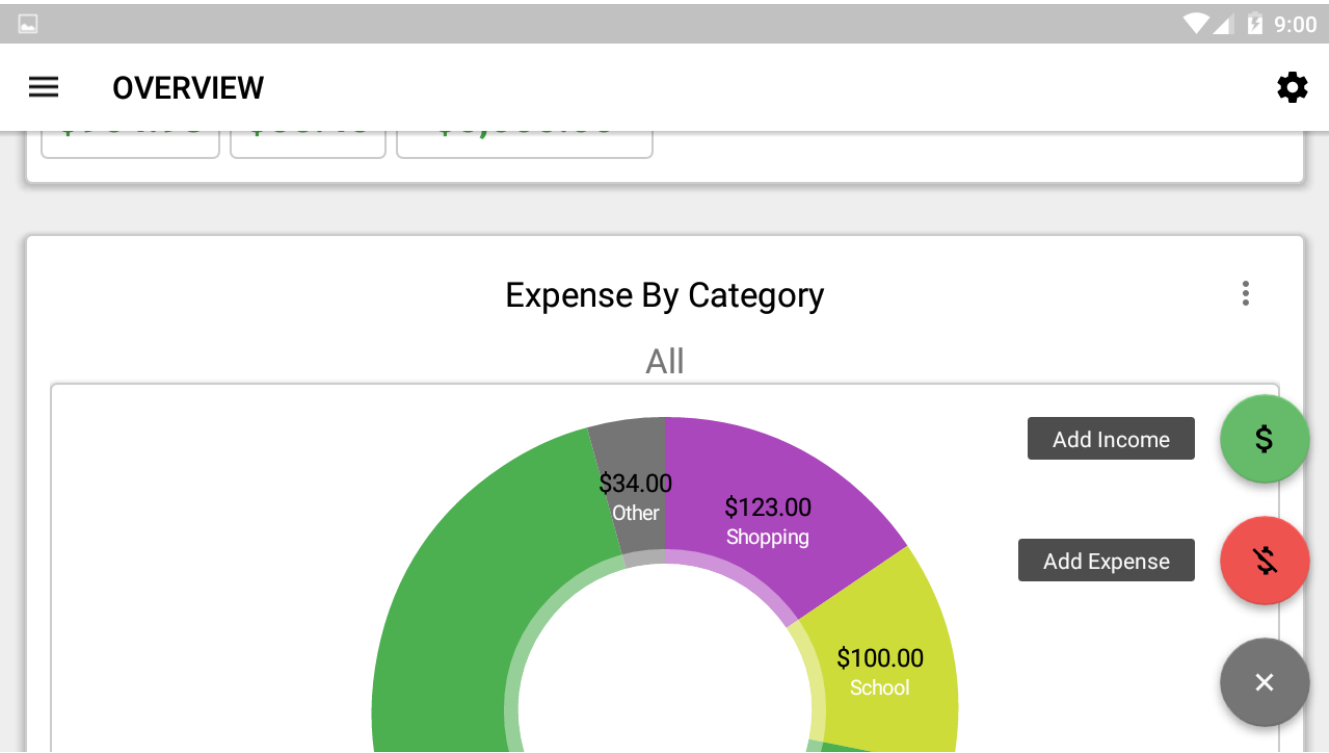 9:00
OVERVIEW
Expense By Category
All
Add Income
$34.00
Other
$123.00
Shopping
Add Expense
$100.00
School